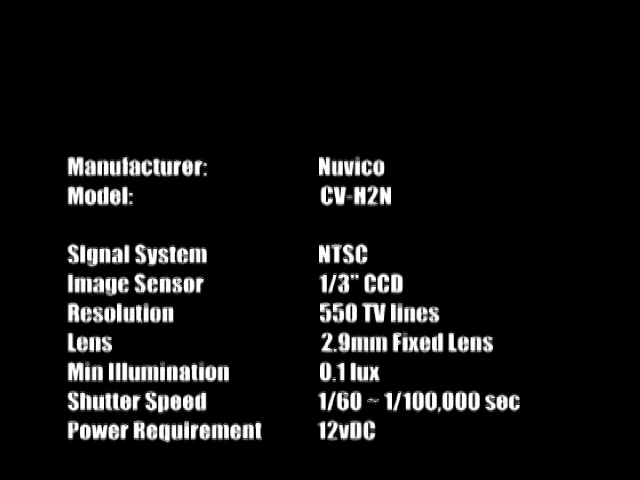 Manufacturer: Nuvico
Model: CV-H2N
Signal System NTSC
Image Sensor 1/3" CCD
Resolution 550 TV lines
Lens 2.9mm Fixed Lens
Min Illumination 0.1 lux
Shutter Speed 1/60 ~ 1/100,000 sec
Power Requirement 12vDC